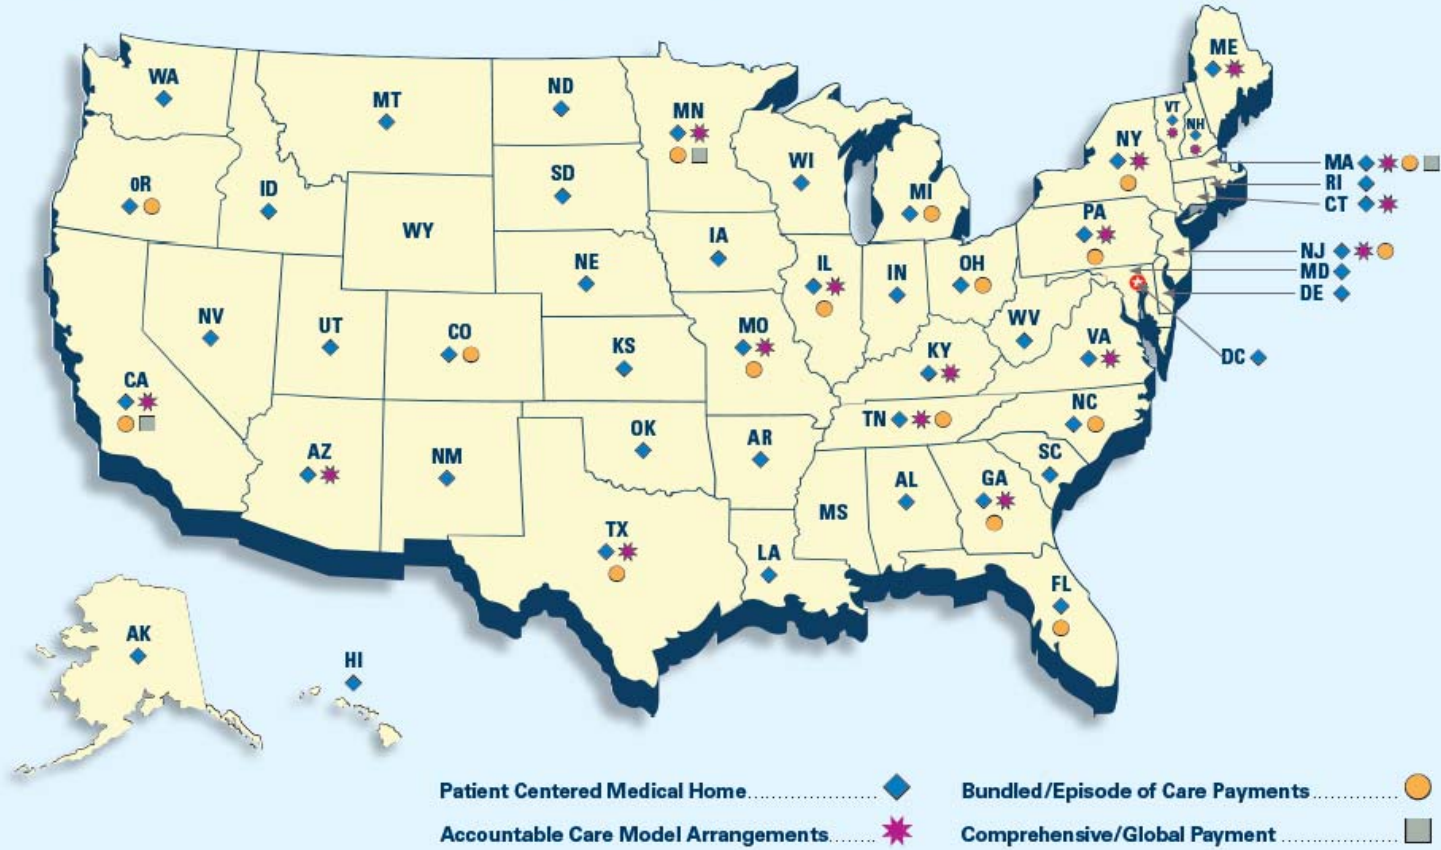 ME
WA
MT
ND
MN
VT
NH
NY
WI
MA
OR
ID
SD
MI
RI
CT
PA
WY
IA
NE
IL
IN
OH
NJ
MD
DE
NV
UT
CO
KS
MO
WV
VA
KY
DC
CA
NC
TN
OK
AR
AZ
NM
SC
AL
GA
MS
TX
LA
FL
AK
HI
Patient Centered Medical Home
Bundled/Episode of Care Payments
Accountable Care Model Arrangements
Comprehensive/Global Payment